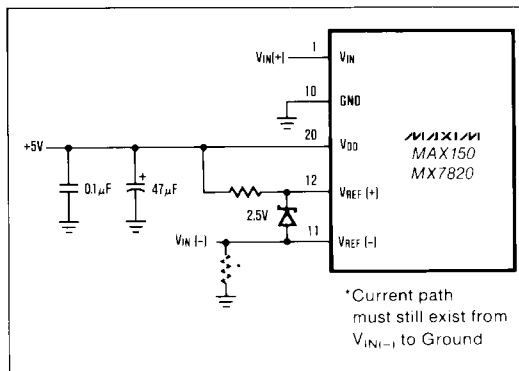 VIN(+)
1
VIN
10
GND
+5V
20
VDD
MAXIM
MAX150
MX7820
0.1µF
+
47µF
12
VREF (+)
2.5V
VIN (-)
11
VREF (-)
*
*Current path
must still exist from
VIN(-) to Ground